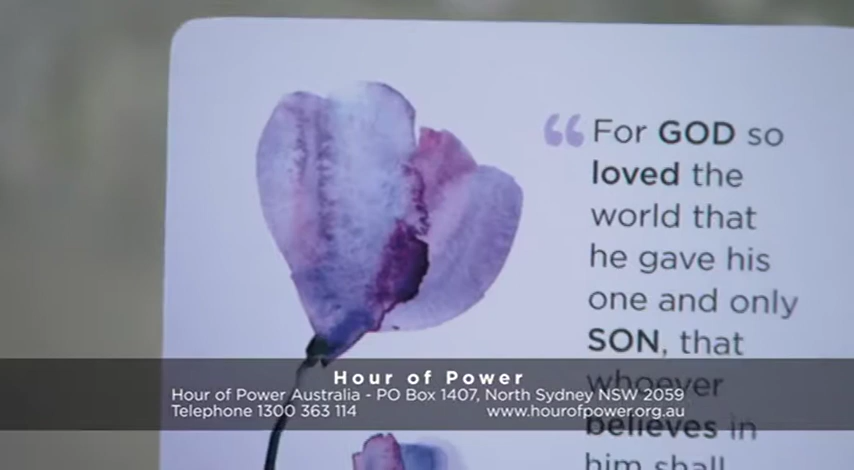 “ For GOD so
loved the
world that
he gave his
one and only
SON, that
whoever
believes in
him shall
Hour of Power
Hour of Power Australia - PO Box 1407, North Sydney NSW 2059
Telephone 1300 363 114 www.hourofpower.org.au